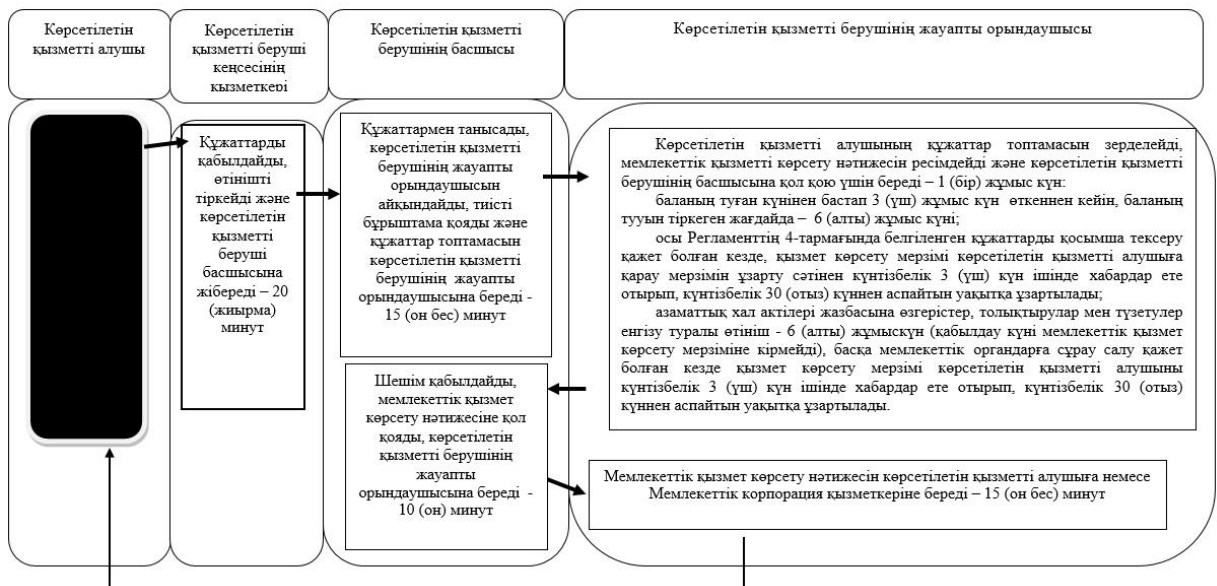 Көрсетілетін
қызметті алушы
Көрсетілетін
қызметті беруші
кеңсесінің
қызметкері
Көрсетілетін қызметті
берушінің басшысы
Көрсетілетін қызметті берушінің жауапты орындаушысы
Құжаттарды
қабылдайды,
өтінішті
тіркейді және
көрсетілетін
қызметті
беруші
басшысына
жібереді – 20
(жиырма)
минут
Құжаттармен танысады,
көрсетілетін қызметті
берушінің жауапты
орындаушысын
айқындайды, тиісті
бұрыштама қояды және
құжаттар топтамасын
көрсетілетін қызметті
берушінің жауапты
орындаушысына береді -
15 (он бес) минут
Көрсетілетін қызметті алушының құжаттар топтамасын зерделейді,
мемлекеттік қызметті көрсету нәтижесін ресімдейді және көрсетілетін қызметті
берушінің басшысына қол қою үшін береді – 1 (бір) жұмыс күн:
баланың туған күнінен бастап 3 (үш) жұмыс күн өткеннен кейін, баланың
тууын тіркеген жағдайда – 6 (алты) жұмыс күні;
осы Регламенттің 4-тармағында белгіленген құжаттарды қосымша тексеру
қажет болған кезде, қызмет көрсету мерзімі көрсетілетін қызметті алушыға
қарау мерзімін ұзарту сәтінен күнтізбелік 3 (үш) күн ішінде хабардар ете
отырып, күнтізбелік 30 (отыз) күннен аспайтын уақытқа ұзартылады;
азаматтық хал актілері жазбасына өзгерістер, толықтырулар мен түзетулер
енгізу туралы өтініш - 6 (алты) жұмыскүн (қабылдау күні мемлекеттік қызмет
көрсету мерзіміне кірмейді), басқа мемлекеттік органдарға сұрау салу қажет
болған кезде қызмет көрсету мерзімі көрсетілетін қызметті алушыны
күнтізбелік 3 (үш) күн ішінде хабардар ете отырып, күнтізбелік 30 (отыз)
күннен аспайтын уақытқа ұзартылады.
Шешім қабылдайды,
мемлекеттік қызмет
көрсету нәтижесіне қол
қояды, көрсетілетін
қызметті берушінің
жауапты
орындаушысына береді -
10 (он) минут
Мемлекеттік қызмет көрсету нәтижесін көрсетілетін қызметті алушыға немесе
Мемлекеттік корпорация қызметкеріне береді – 15 (он бес) минут